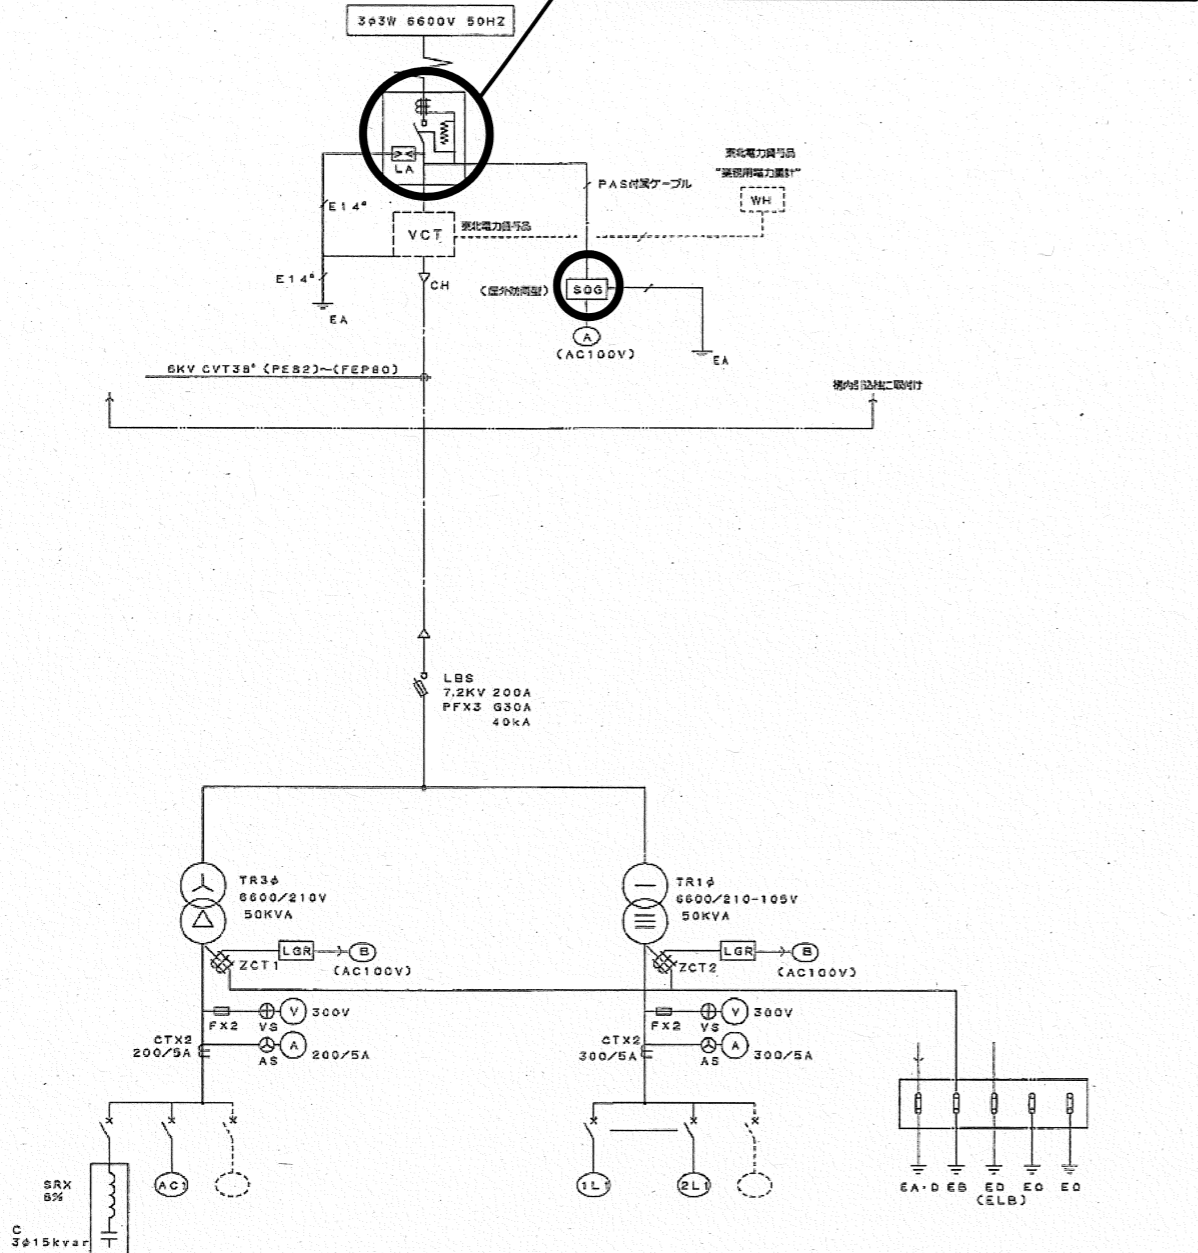 3φ3W 6600V 50HZ
LA
E14°
E14°
EA
VCT
東北電力貸与品
CH
PAS付属ケーブル
東北電力貸与品
"業務用電力量計"
WH
(屋外防雨型)
SOG
A
(AC100V)
EA
6KV CVT38° (PE82)~(FEP80)
構内引込柱に取付け
LBS
7.2KV 200A
PFX3 G30A
40kA
TR3φ
6600/210V
50KVA
ZCT1
LGR
B
(AC100V)
FX2
VS
V
300V
CTX2
200/5A
AS
A
200/5A
TR1φ
6600/210-105V
50KVA
ZCT2
LGR
B
(AC100V)
FX2
VS
V
300V
CTX2
300/5A
AS
A
300/5A
SRX
6%
C
3φ15kvar
AC1
1L1
2L1
EA·D EB ED EO EO
(ELB)